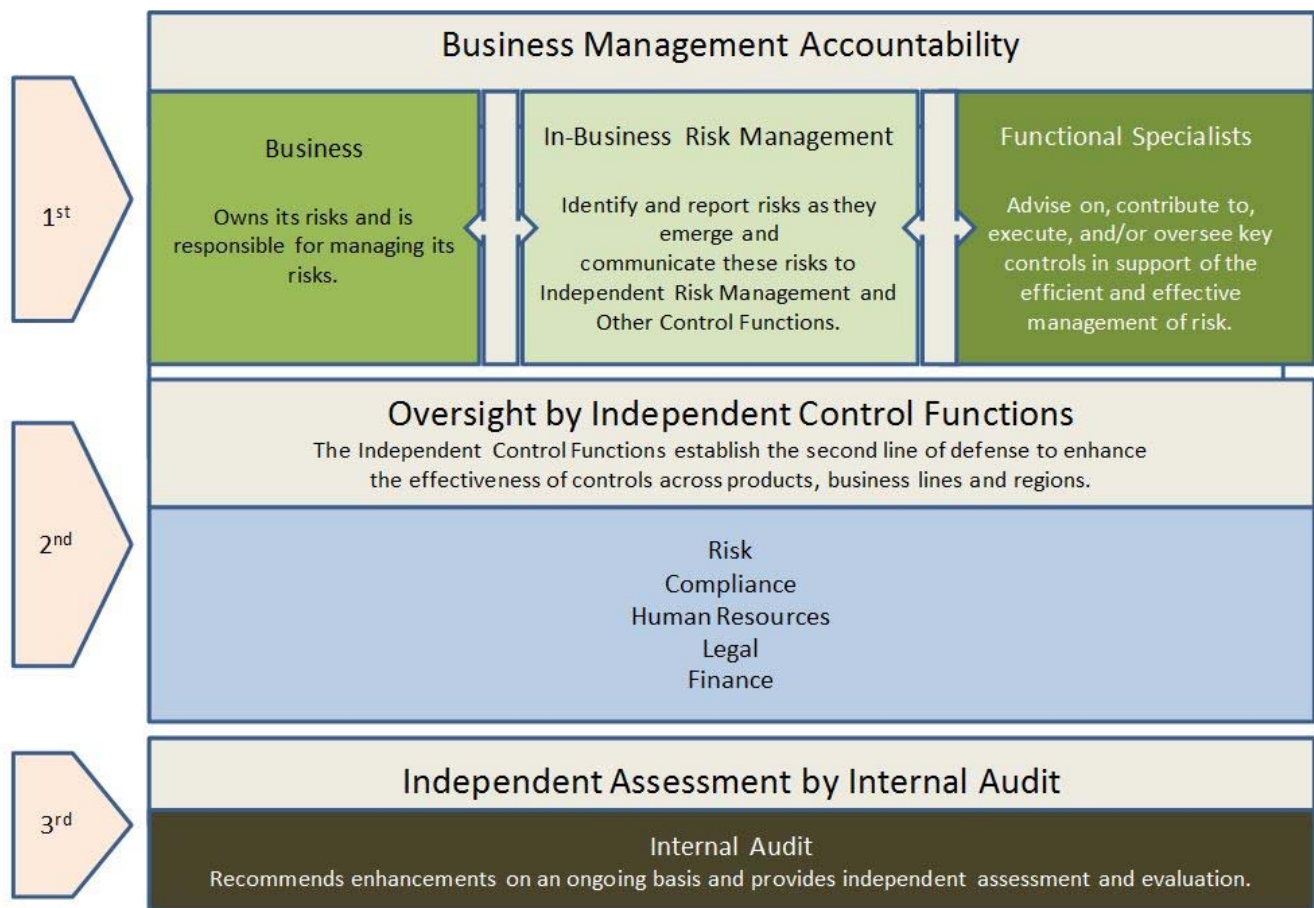 Business Management Accountability
1st
Business
Owns its risks and is
responsible for managing its
risks.
In-Business Risk Management
Identify and report risks as they
emerge and
communicate these risks to
Independent Risk Management and
Other Control Functions.
Functional Specialists
Advise on, contribute to,
execute, and/or oversee key
controls in support of the
efficient and effective
management of risk.
2nd
Oversight by Independent Control Functions
The Independent Control Functions establish the second line of defense to enhance
the effectiveness of controls across products, business lines and regions.
Risk
Compliance
Human Resources
Legal
Finance
3rd
Independent Assessment by Internal Audit
Internal Audit
Recommends enhancements on an ongoing basis and provides independent assessment and evaluation.